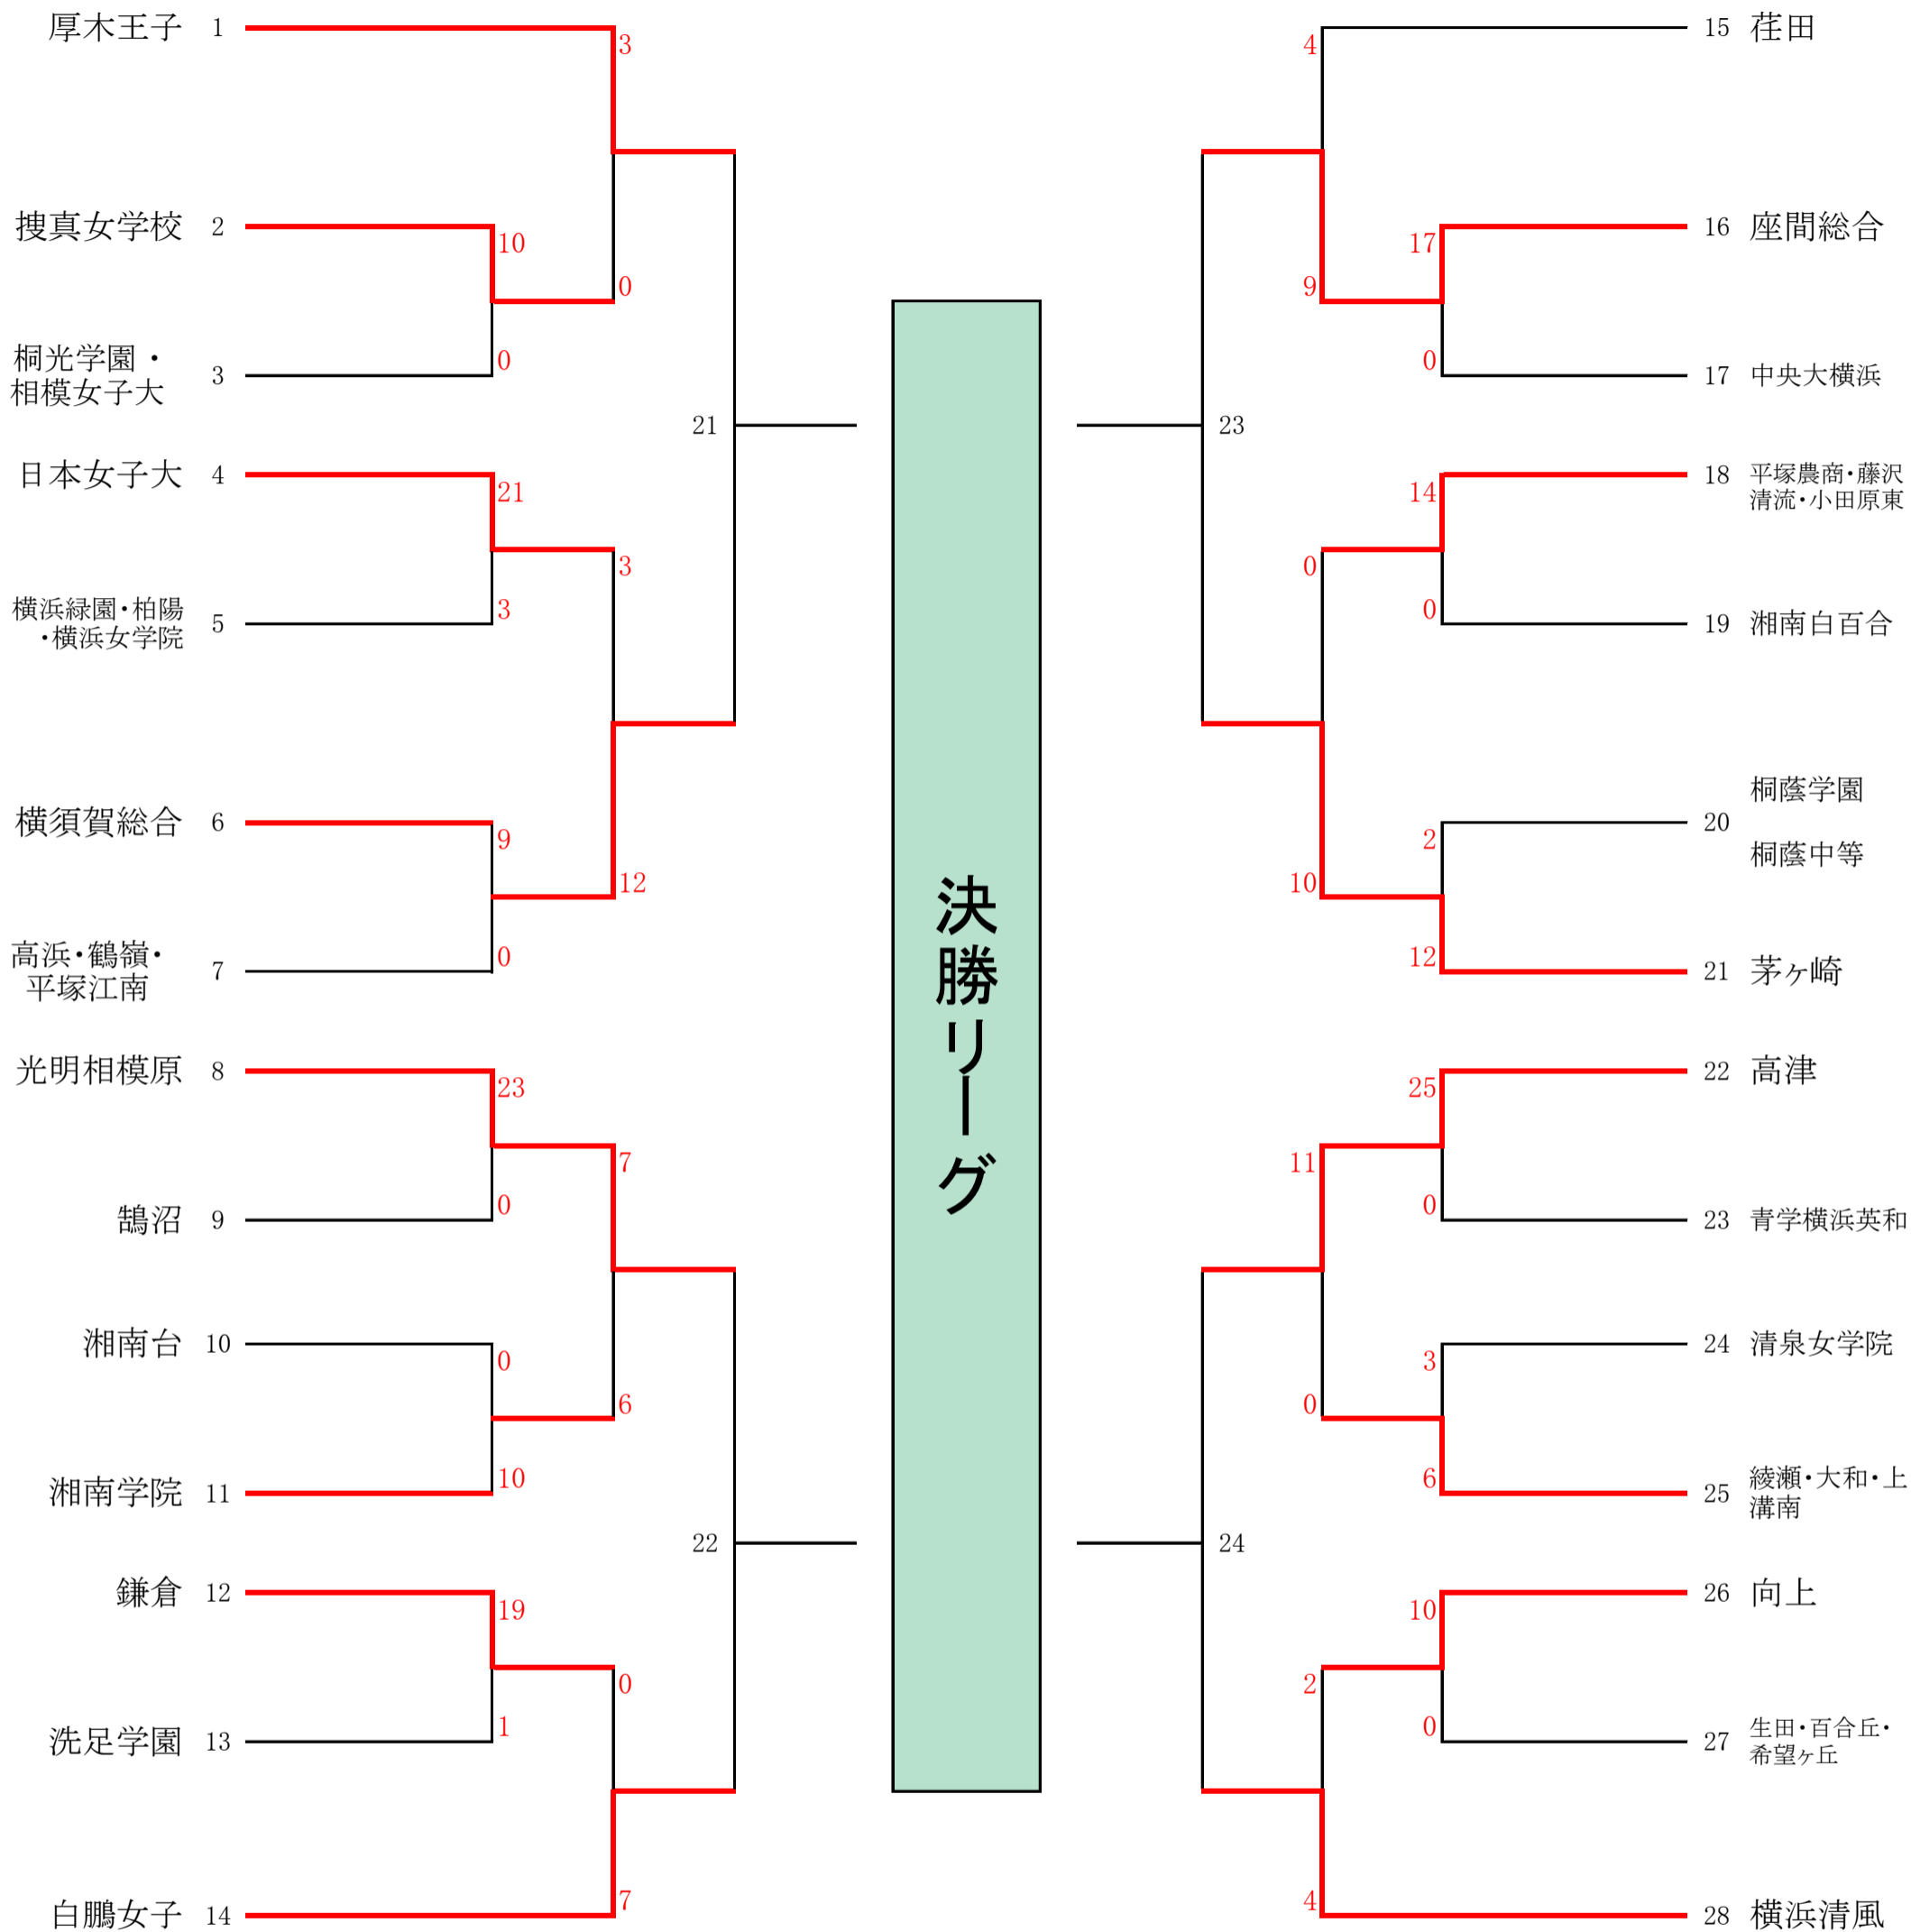 厚木王子 1
3
捜真女学校 2
10
0
桐光学園・
相模女子大
3
0
21
日本女子大 4
21
3
横浜緑園・柏陽
・横浜女学院
5
3
横須賀総合 6
9
12
高浜・鶴嶺・
平塚江南
7
0
光明相模原 8
23
7
鵠沼 9
0
湘南台 10
0
6
湘南学院 11
10
22
鎌倉 12
19
0
洗足学園 13
1
白鵬女子 14
7
決勝リーグ
4
15 荏田
17
16 座間総合
9
0
17 中央大横浜
23
14
18 平塚農商・藤沢
清流・小田原東
0
0
19 湘南白百合
桐蔭学園
2
20
桐蔭中等
10
12
21 茅ヶ崎
25
22 高津
11
0
23 青学横浜英和
3
24 清泉女学院
0
6
25 綾瀬・大和・上
溝南
24
10
26 向上
2
0
27 生田・百合丘・
希望ヶ丘
4
28 横浜清風